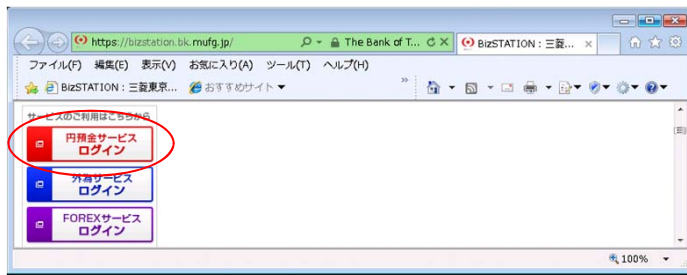 https://bizstation.bk.mufg.jp/
The Bank of T...
BizSTATION : 三菱...
ファイル(F) 編集(E) 表示(V) お気に入り(A) ツール(T) ヘルプ(H)
BizSTATION : 三菱東京...
おすすめサイト
サービスのご利用はこちらから
円預金サービス
ログイン
外為サービス
ログイン
FOREXサービス
ログイン
100%